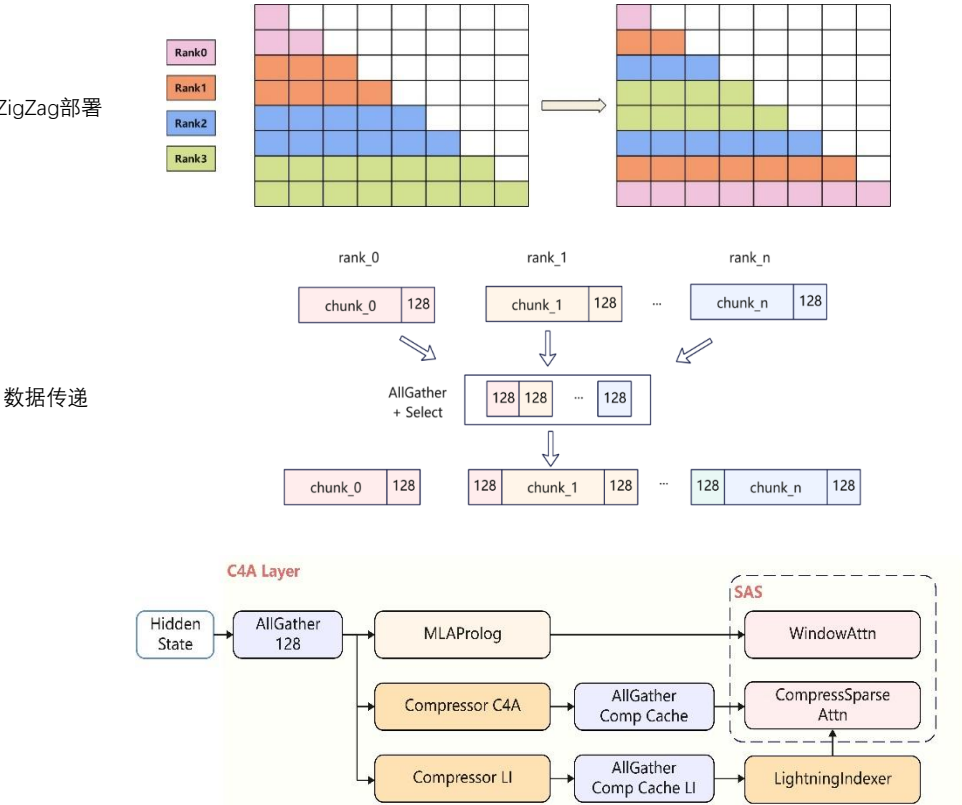 Rank0
Rank1
ZigZag部署
Rank2
Rank3
rank_0
rank_1
rank_n
chunk_0
128
chunk_1
128
...
chunk_n
128
数据传递
AllGather
+ Select
128
128
...
128
chunk_0
128
128
chunk_1
128
...
128
chunk_n
128
C4A Layer
SAS
Hidden
State
AllGather
128
MLAProlog
WindowAttn
Compressor C4A
AllGather
Comp Cache
CompressSparse
Attn
Compressor LI
AllGather
Comp Cache LI
LightningIndexer